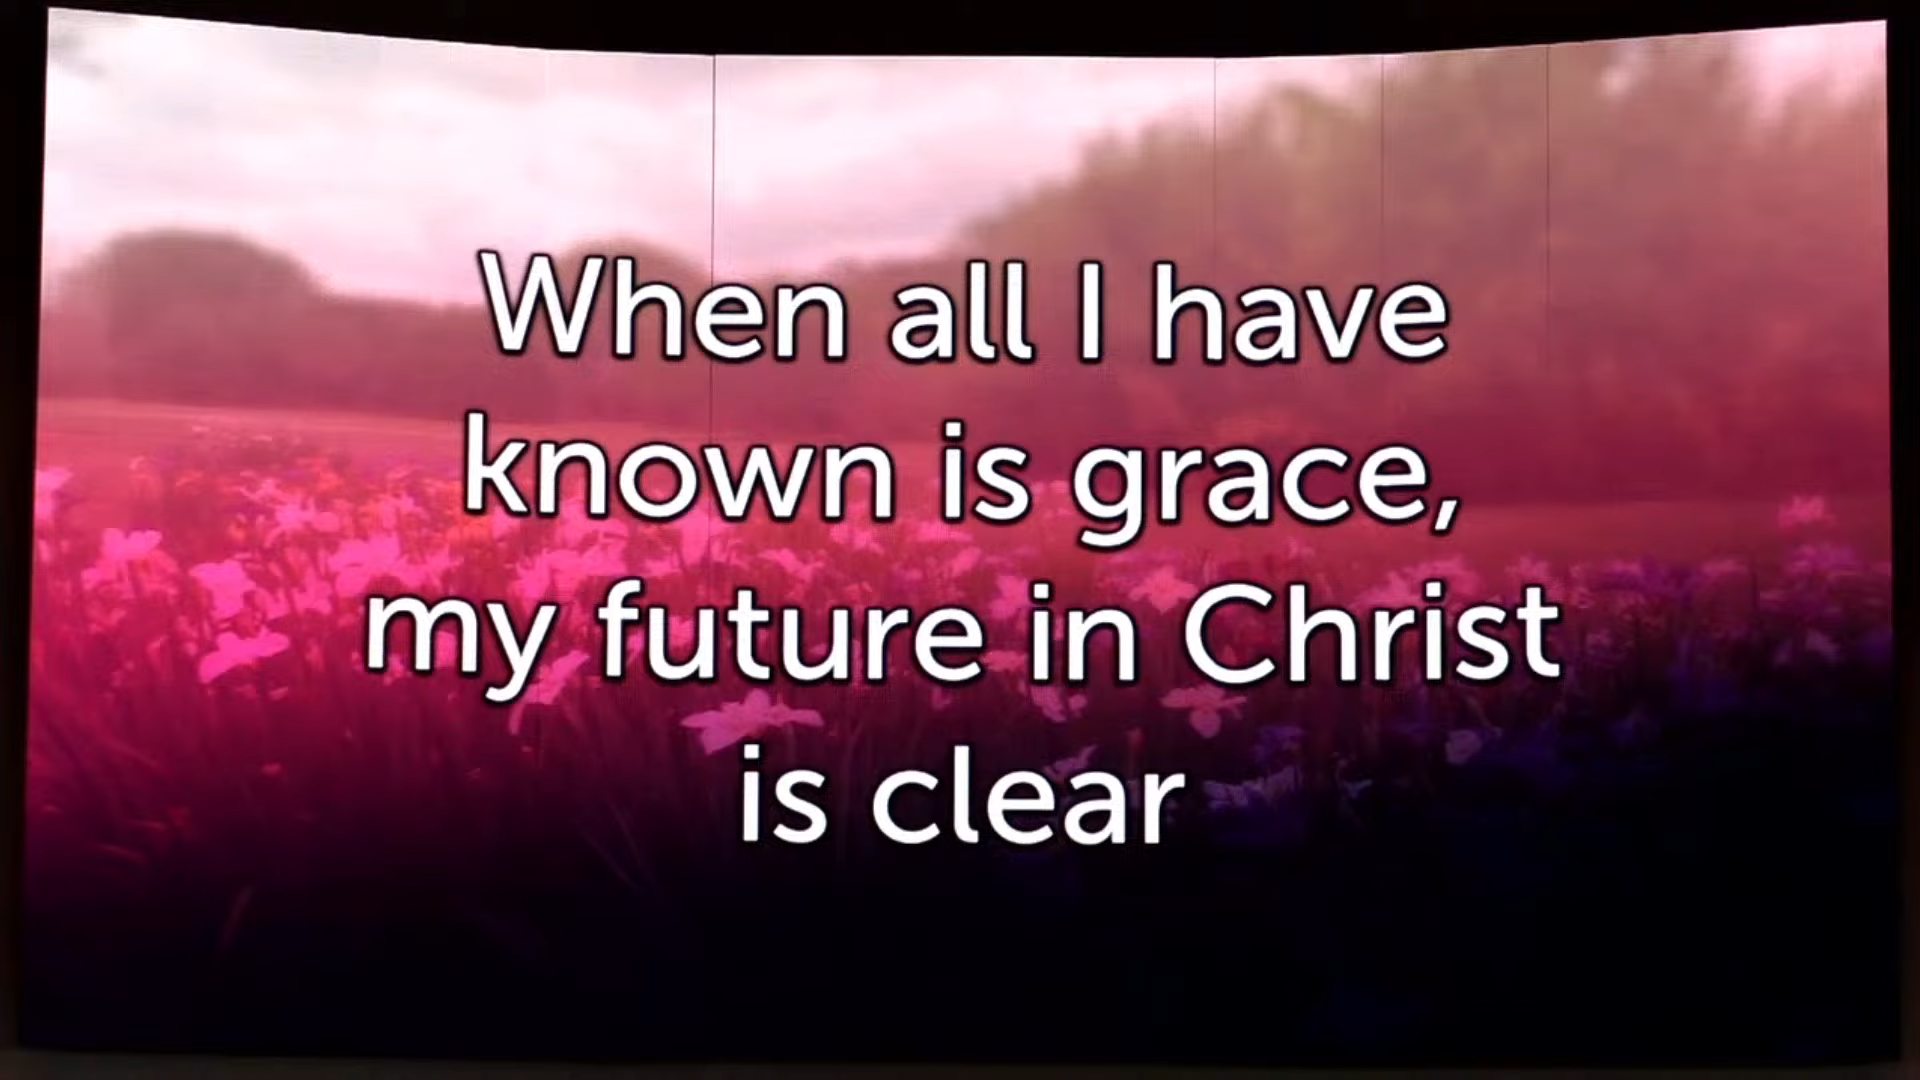 When all I have
known is grace,
my future in Christ
is clear